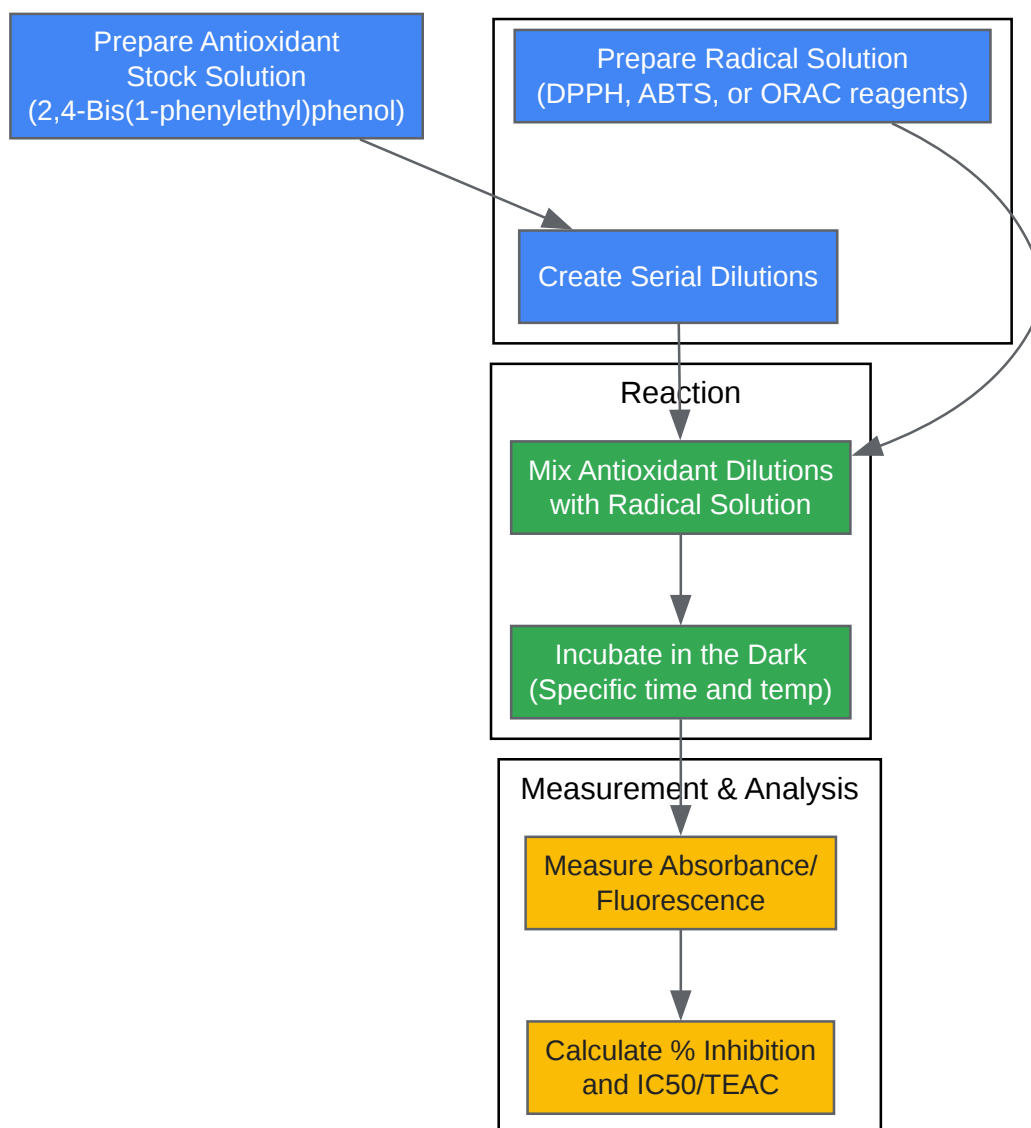 Prepare Antioxidant
Stock Solution
(2,4-Bis(1-phenylethyl)phenol)
Prepare Radical Solution
(DPPH, ABTS, or ORAC reagents)
Create Serial Dilutions
Reaction
Mix Antioxidant Dilutions
with Radical Solution
Incubate in the Dark
(Specific time and temp)
Measurement & Analysis
Measure Absorbance/
Fluorescence
Calculate % Inhibition
and IC50/TEAC